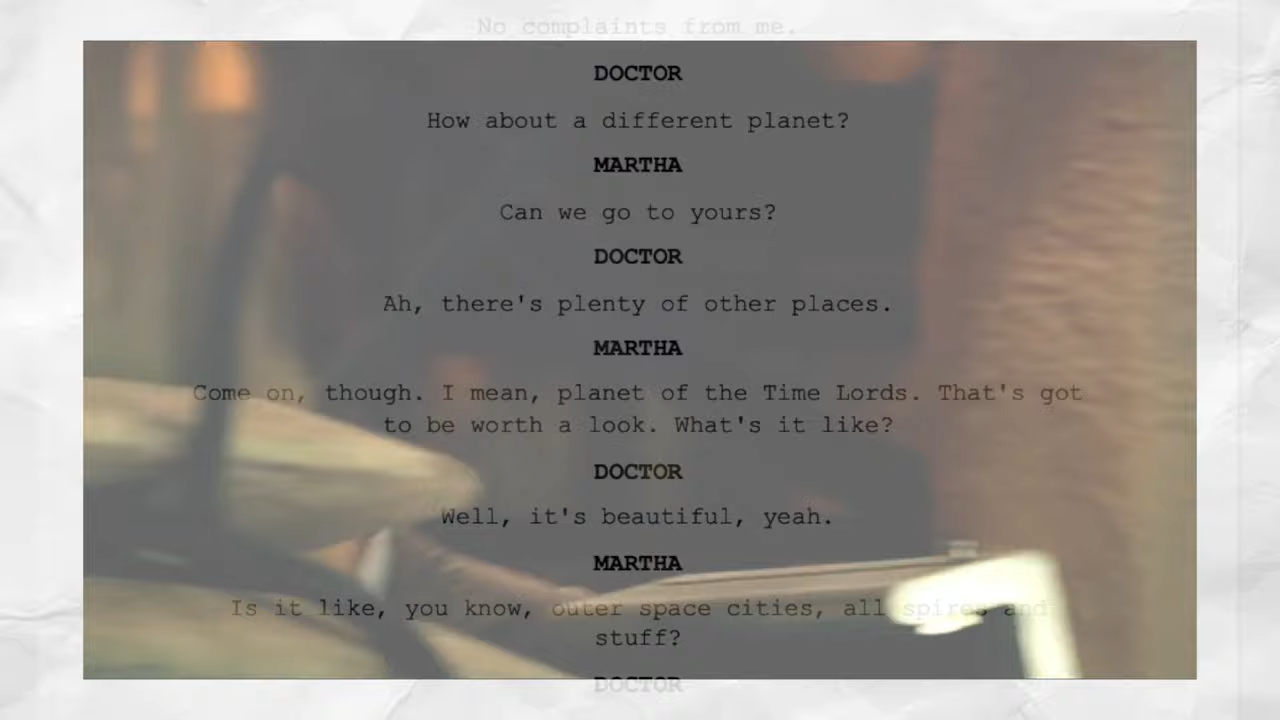 No complaints from me.
DOCTOR
How about a different planet?
MARTHA
Can we go to yours?
DOCTOR
Ah, there's plenty of other places.
MARTHA
Come on, though. I mean, planet of the Time Lords. That's got
to be worth a look. What's it like?
DOCTOR
Well, it's beautiful, yeah.
MARTHA
Is it like, you know, outer space cities, all spires and
stuff?
DOCTOR